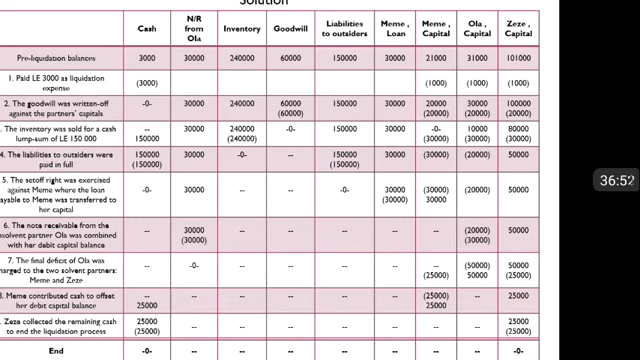 Solution
Cash | N/R from Ola | Inventory | Goodwill | Liabilities to outsiders | Meme , Loan | Meme , Capital | Ola , Capital | Zeze , Capital
Pre-liquidation balances | 3000 | 30000 | 240000 | 60000 | 150000 | 30000 | 21000 | 31000 | 101000
1. Paid LE 3000 as liquidation expense | (3000) | (1000) | (1000) | (1000)
2. The goodwill was written-off against the partners' capitals | -0- | 30000 | 240000 | 60000 (60000) | 150000 | 30000 | 20000 (20000) | 30000 (20000) | 100000 (20000)
. The inventory was sold for a cash lump-sum of LE 150 000 | -- 150000 | 30000 | 240000 (240000) | -0- | 150000 | 30000 | -0- (30000) | 10000 (30000) | 80000 (30000)
4. The liabilities to outsiders were paid in full | 150000 (150000) | 30000 | -0- | -- | 150000 (150000) | 30000 | (30000) | (20000) | 50000
5. The setoff right was exercised against Meme where the loan payable to Meme was transferred to her capital | -0- | 30000 | -- | -- | -0- | 30000 (30000) | (30000) 30000 | (20000) | 50000
6. The note receivable from the insolvent partner Ola was combined with her debit capital balance | -- | 30000 (30000) | -- | -- | -- | -- | -- | (20000) (30000) | 50000
7. The final deficit of Ola was charged to the two solvent partners: Meme and Zeze | -- | -0- | -- | -- | -- | -- | -- (25000) | (50000) 50000 | 50000 (25000)
. Meme contributed cash to offset her debit capital balance | -- 25000 | -- | -- | -- | -- | -- | (25000) 25000 | -- | 25000
. Zeze collected the remaining cash to end the liquidation process | 25000 (25000) | -- | -- | -- | -- | -- | -- | -- | 25000 (25000)
End | -0- | -- | -- | -- | -- | -- | -- | -- | -0-
36:52